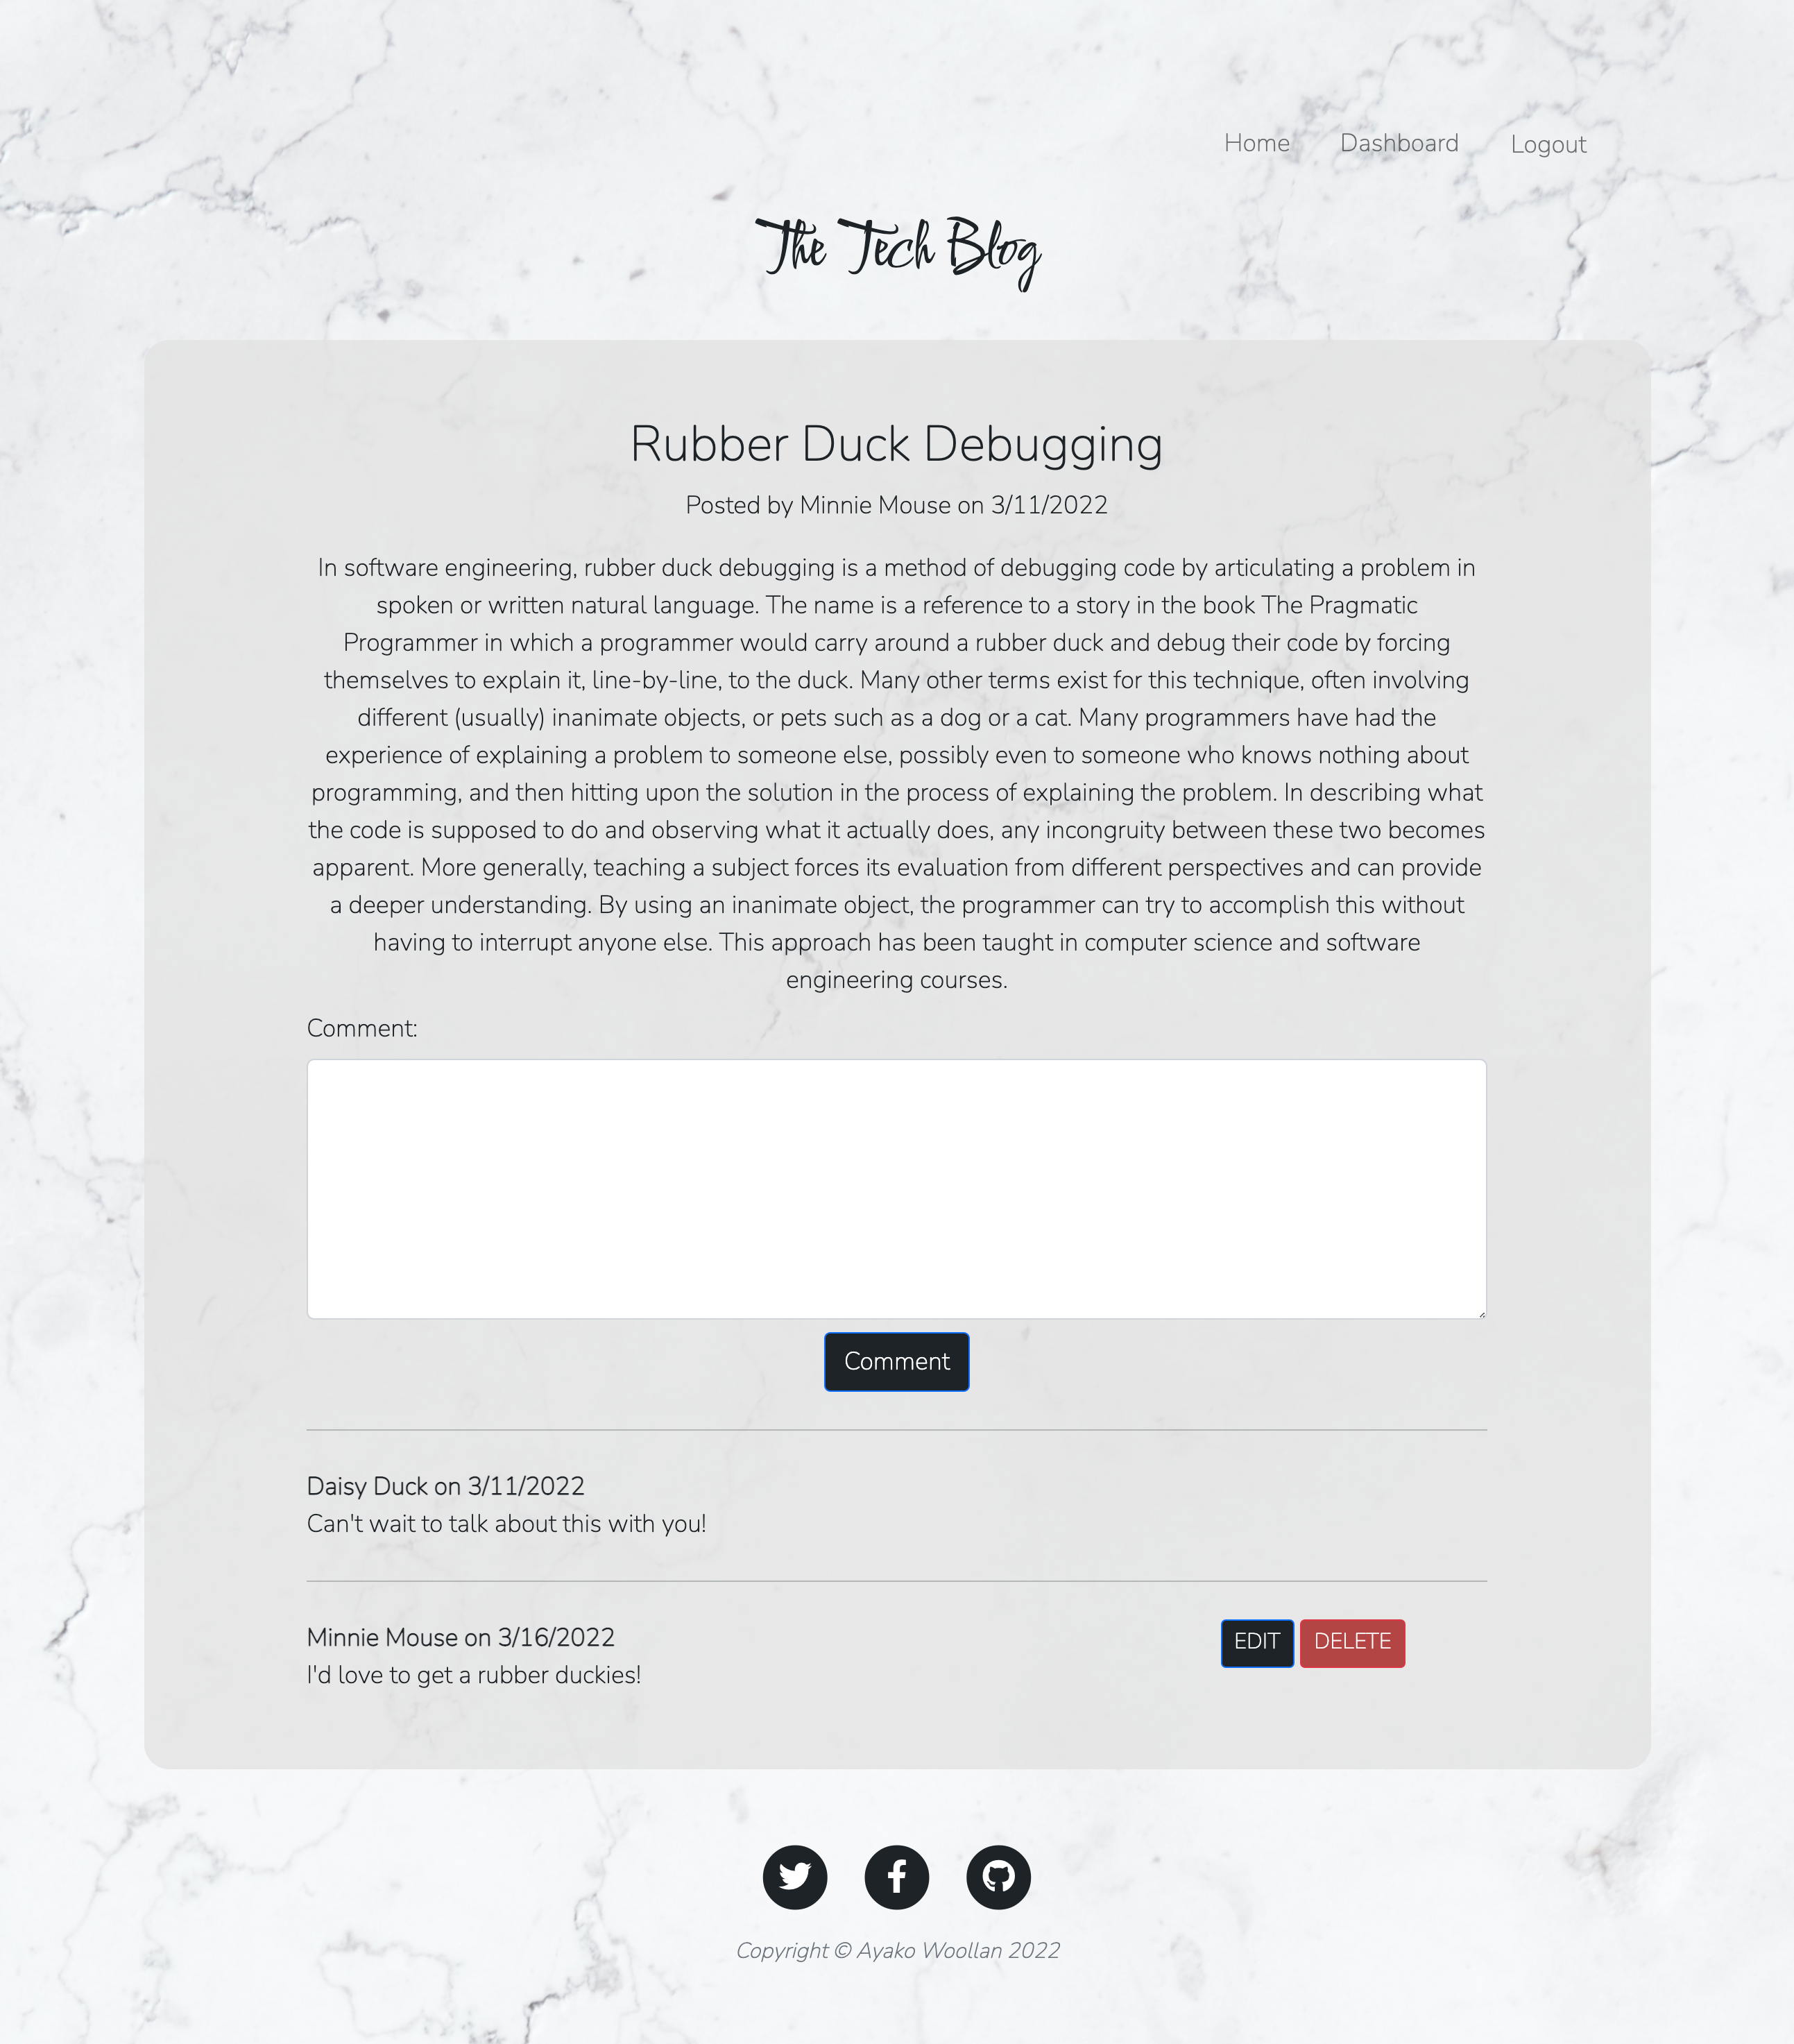 Home Dashboard Logout
The Tech Blog
Rubber Duck Debugging
Posted by Minnie Mouse on 3/11/2022
In software engineering, rubber duck debugging is a method of debugging code by articulating a problem in
spoken or written natural language. The name is a reference to a story in the book The Pragmatic
Programmer in which a programmer would carry around a rubber duck and debug their code by forcing
themselves to explain it, line-by-line, to the duck. Many other terms exist for this technique, often involving
different (usually) inanimate objects, or pets such as a dog or a cat. Many programmers have had the
experience of explaining a problem to someone else, possibly even to someone who knows nothing about
programming, and then hitting upon the solution in the process of explaining the problem. In describing what
the code is supposed to do and observing what it actually does, any incongruity between these two becomes
apparent. More generally, teaching a subject forces its evaluation from different perspectives and can provide
a deeper understanding. By using an inanimate object, the programmer can try to accomplish this without
having to interrupt anyone else. This approach has been taught in computer science and software
engineering courses.
Comment:
Comment
Daisy Duck on 3/11/2022
Can't wait to talk about this with you!
Minnie Mouse on 3/16/2022 EDIT DELETE
I'd love to get a rubber duckies!
Copyright © Ayako Woollan 2022